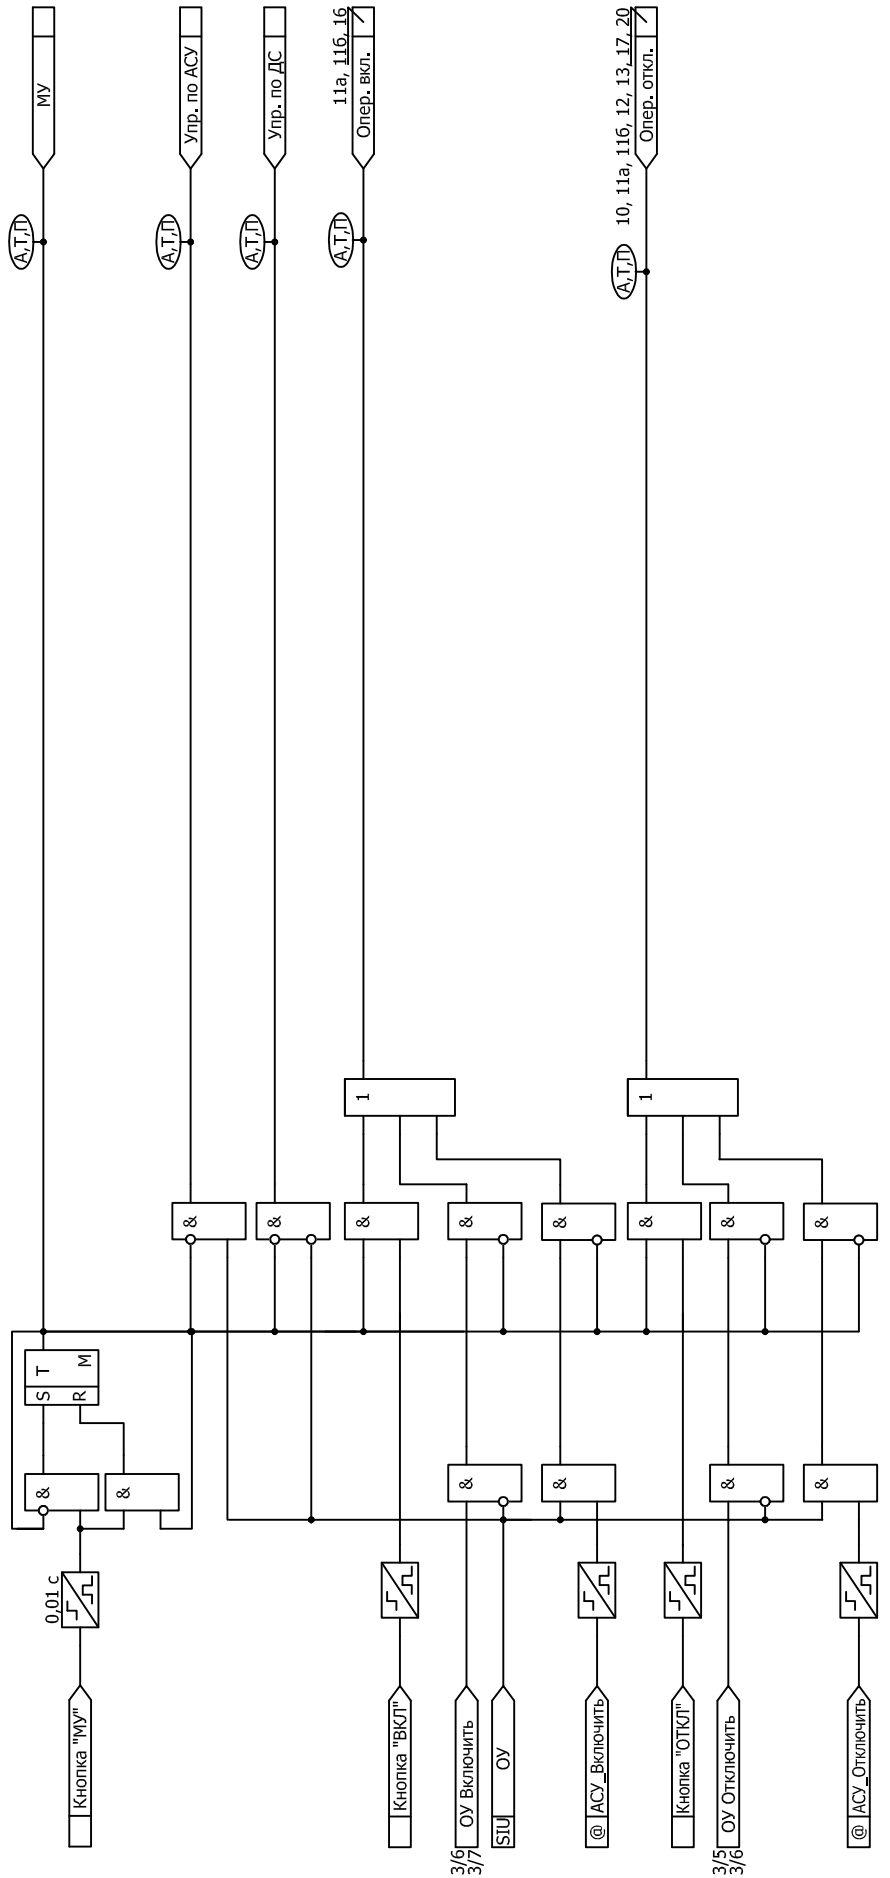 МУ
Упр. по АСУ
Упр. по ДС
11а, 11б, 16
Опер. вкл.
10, 11а, 11б, 12, 13, 17, 20
Опер. откл.
А,Т,П
А,Т,П
А,Т,П
А,Т,П
А,Т,П
1
1
&
&
&
&
&
&
&
&
S T
R M
&
&
&
&
&
&
0,01 с
Кнопка "МУ"
Кнопка "ВКЛ"
3/6
3/7
ОУ Включить
SIU ОУ
@ АСУ_Включить
Кнопка "ОТКЛ"
3/5
3/6
ОУ Отключить
@ АСУ_Отключить